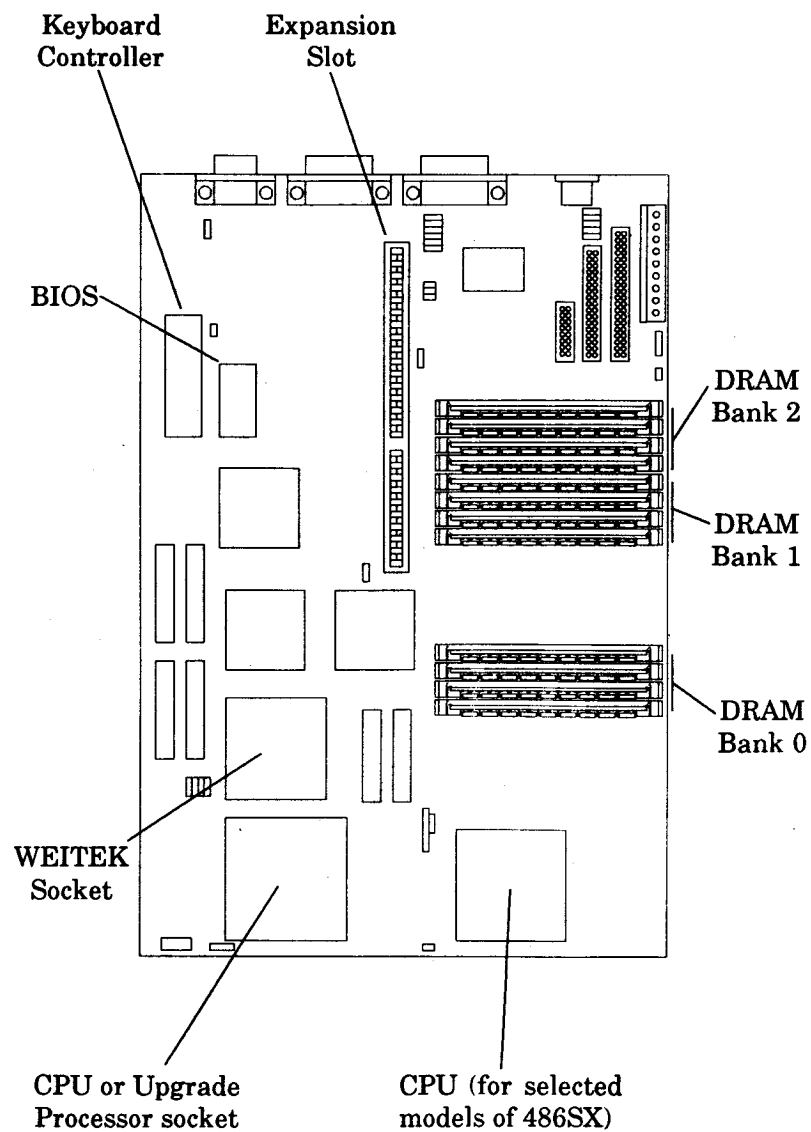 Keyboard
Controller
Expansion
Slot
BIOS
DRAM
Bank 2
DRAM
Bank 1
DRAM
Bank 0
WEITEK
Socket
CPU or Upgrade
Processor socket
CPU (for selected
models of 486SX)